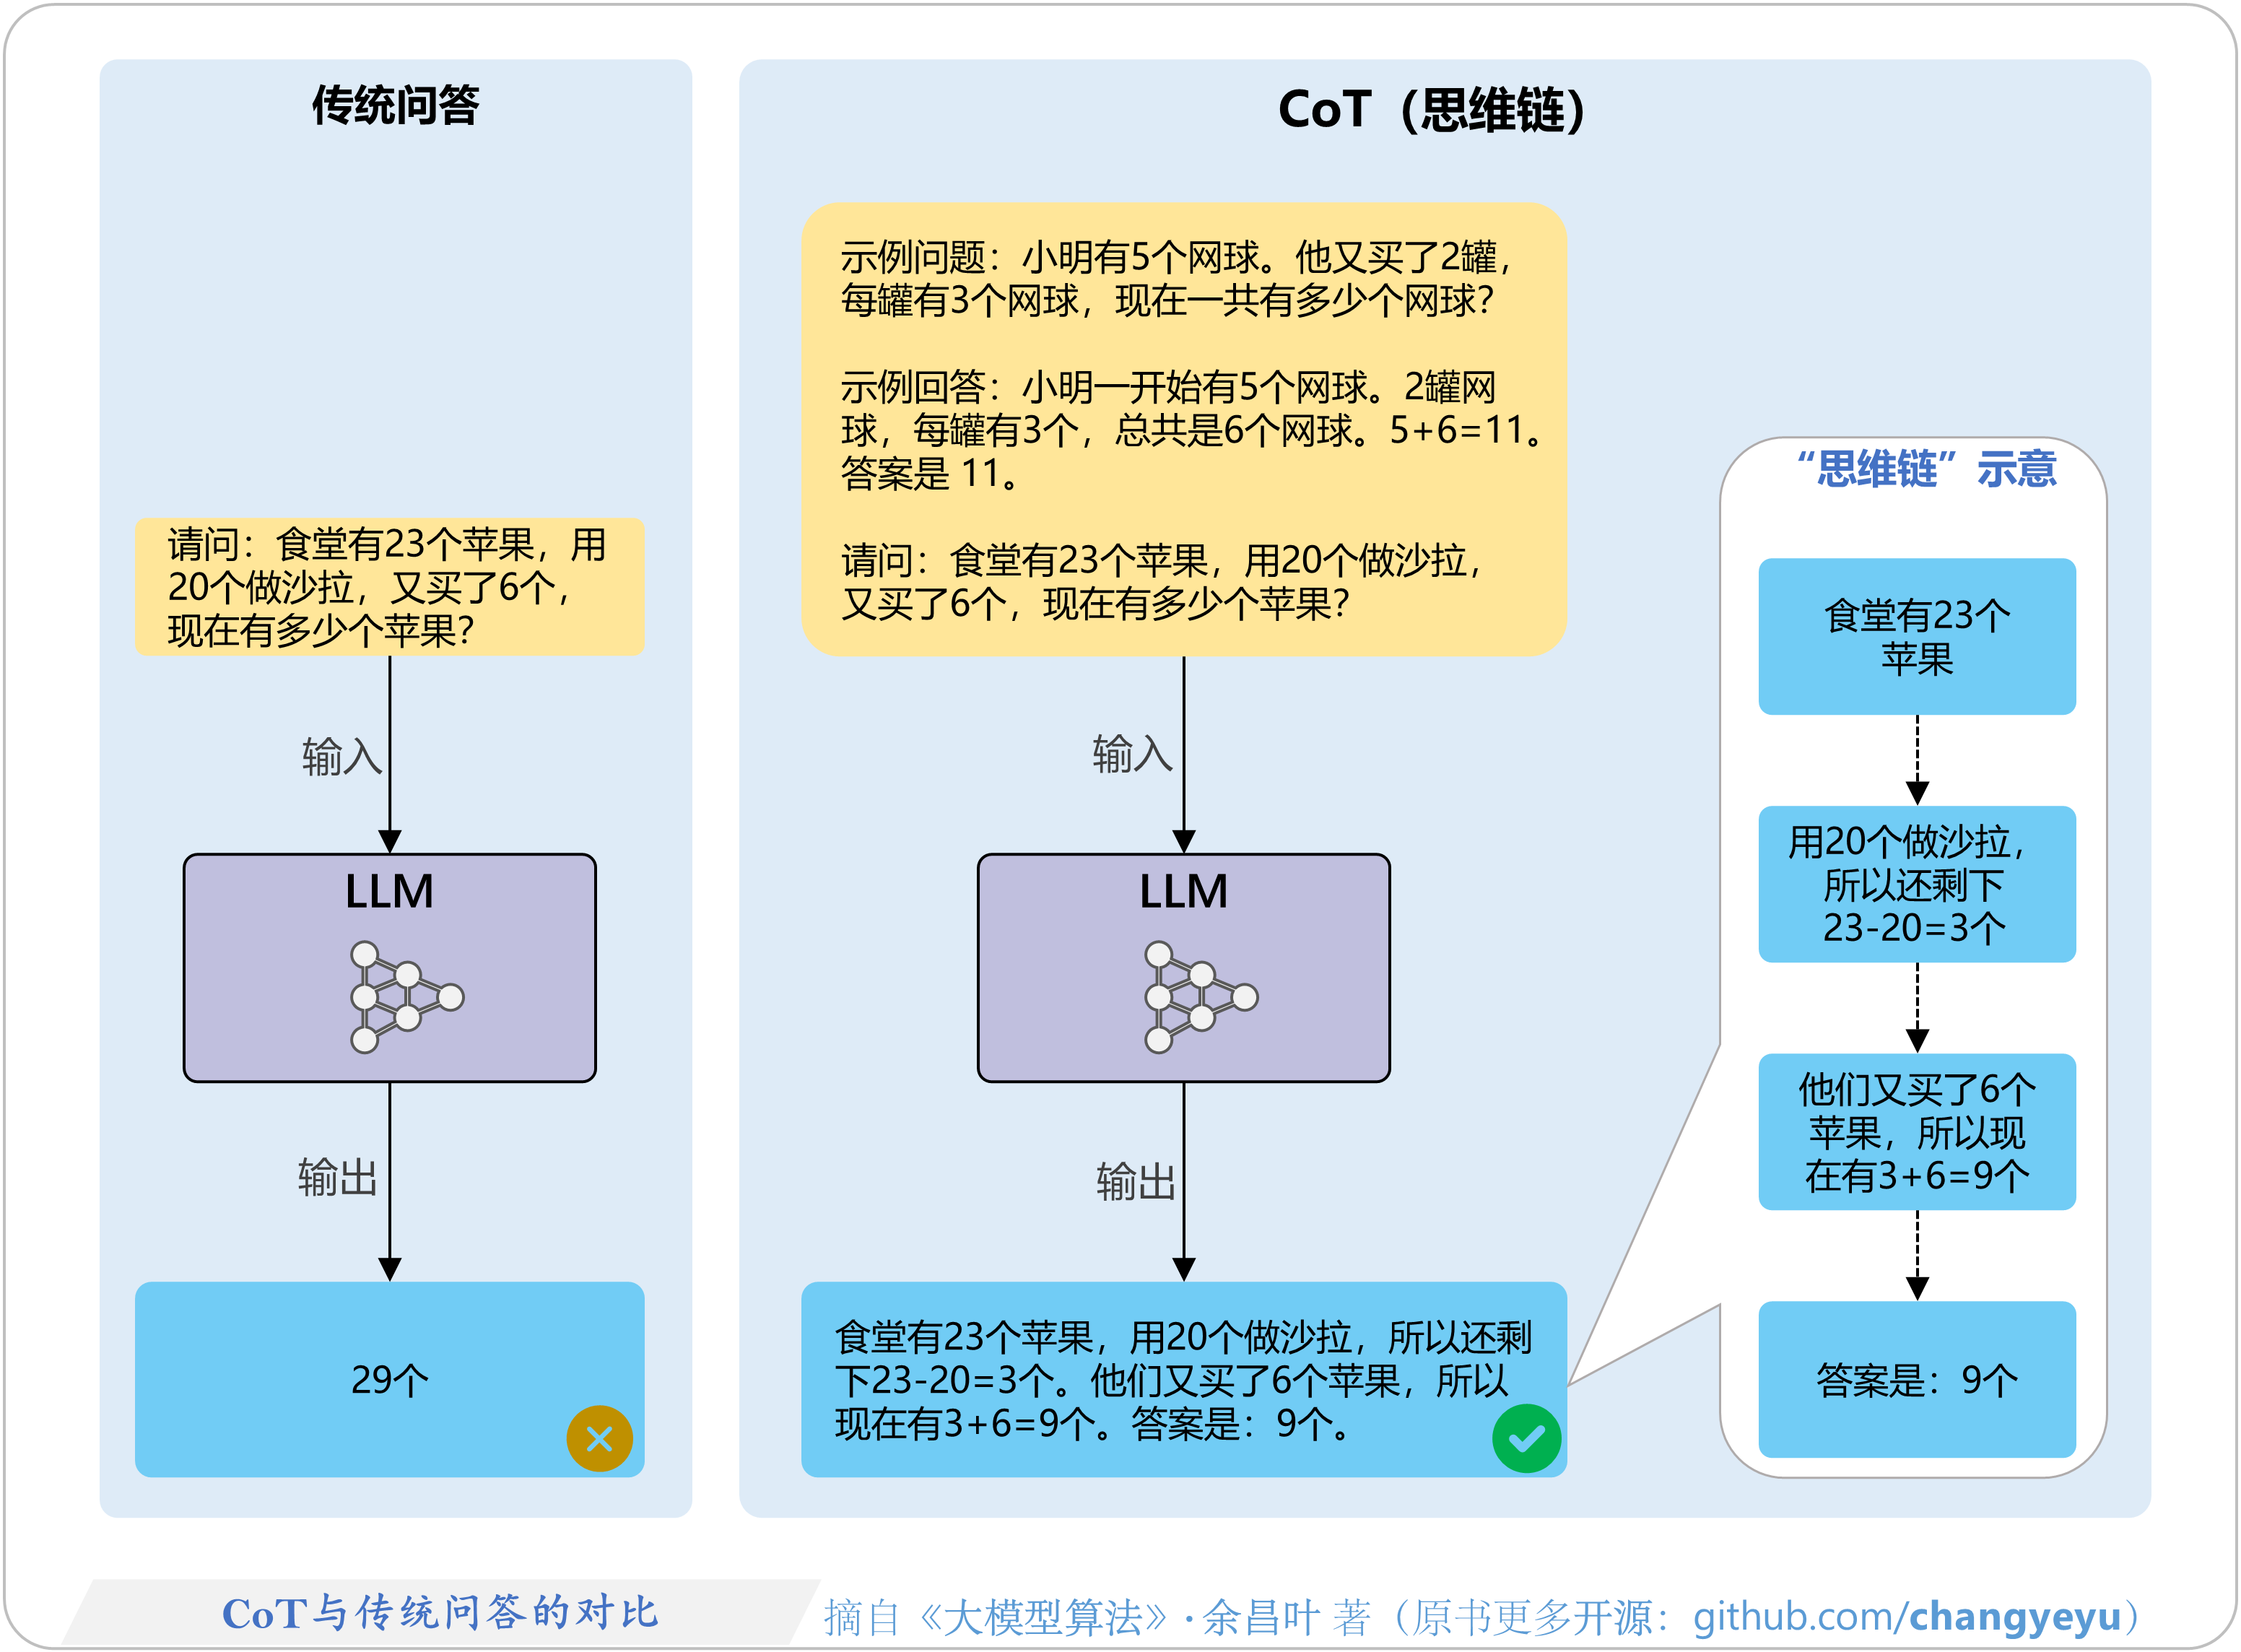 传统问答
请问：食堂有23个苹果，用
20个做沙拉，又买了6个，
现在有多少个苹果？
输入
LLM
输出
29个
CoT（思维链）
示例问题：小明有5个网球。他又买了2罐，
每罐有3个网球，现在一共有多少个网球？
示例回答：小明一开始有5个网球。2罐网
球，每罐有3个，总共是6个网球。5+6=11。
答案是 11。
请问：食堂有23个苹果，用20个做沙拉，
又买了6个，现在有多少个苹果？
输入
LLM
输出
食堂有23个苹果，用20个做沙拉，所以还剩
下23-20=3个。他们又买了6个苹果，所以
现在有3+6=9个。答案是：9个。
“思维链”示意
食堂有23个
苹果
用20个做沙拉，
所以还剩下
23-20=3个
他们又买了6个
苹果，所以现
在有3+6=9个
答案是：9个
CoT与传统问答的对比
摘自《大模型算法》·余昌叶 著（原书更多开源：github.com/changyeyu）